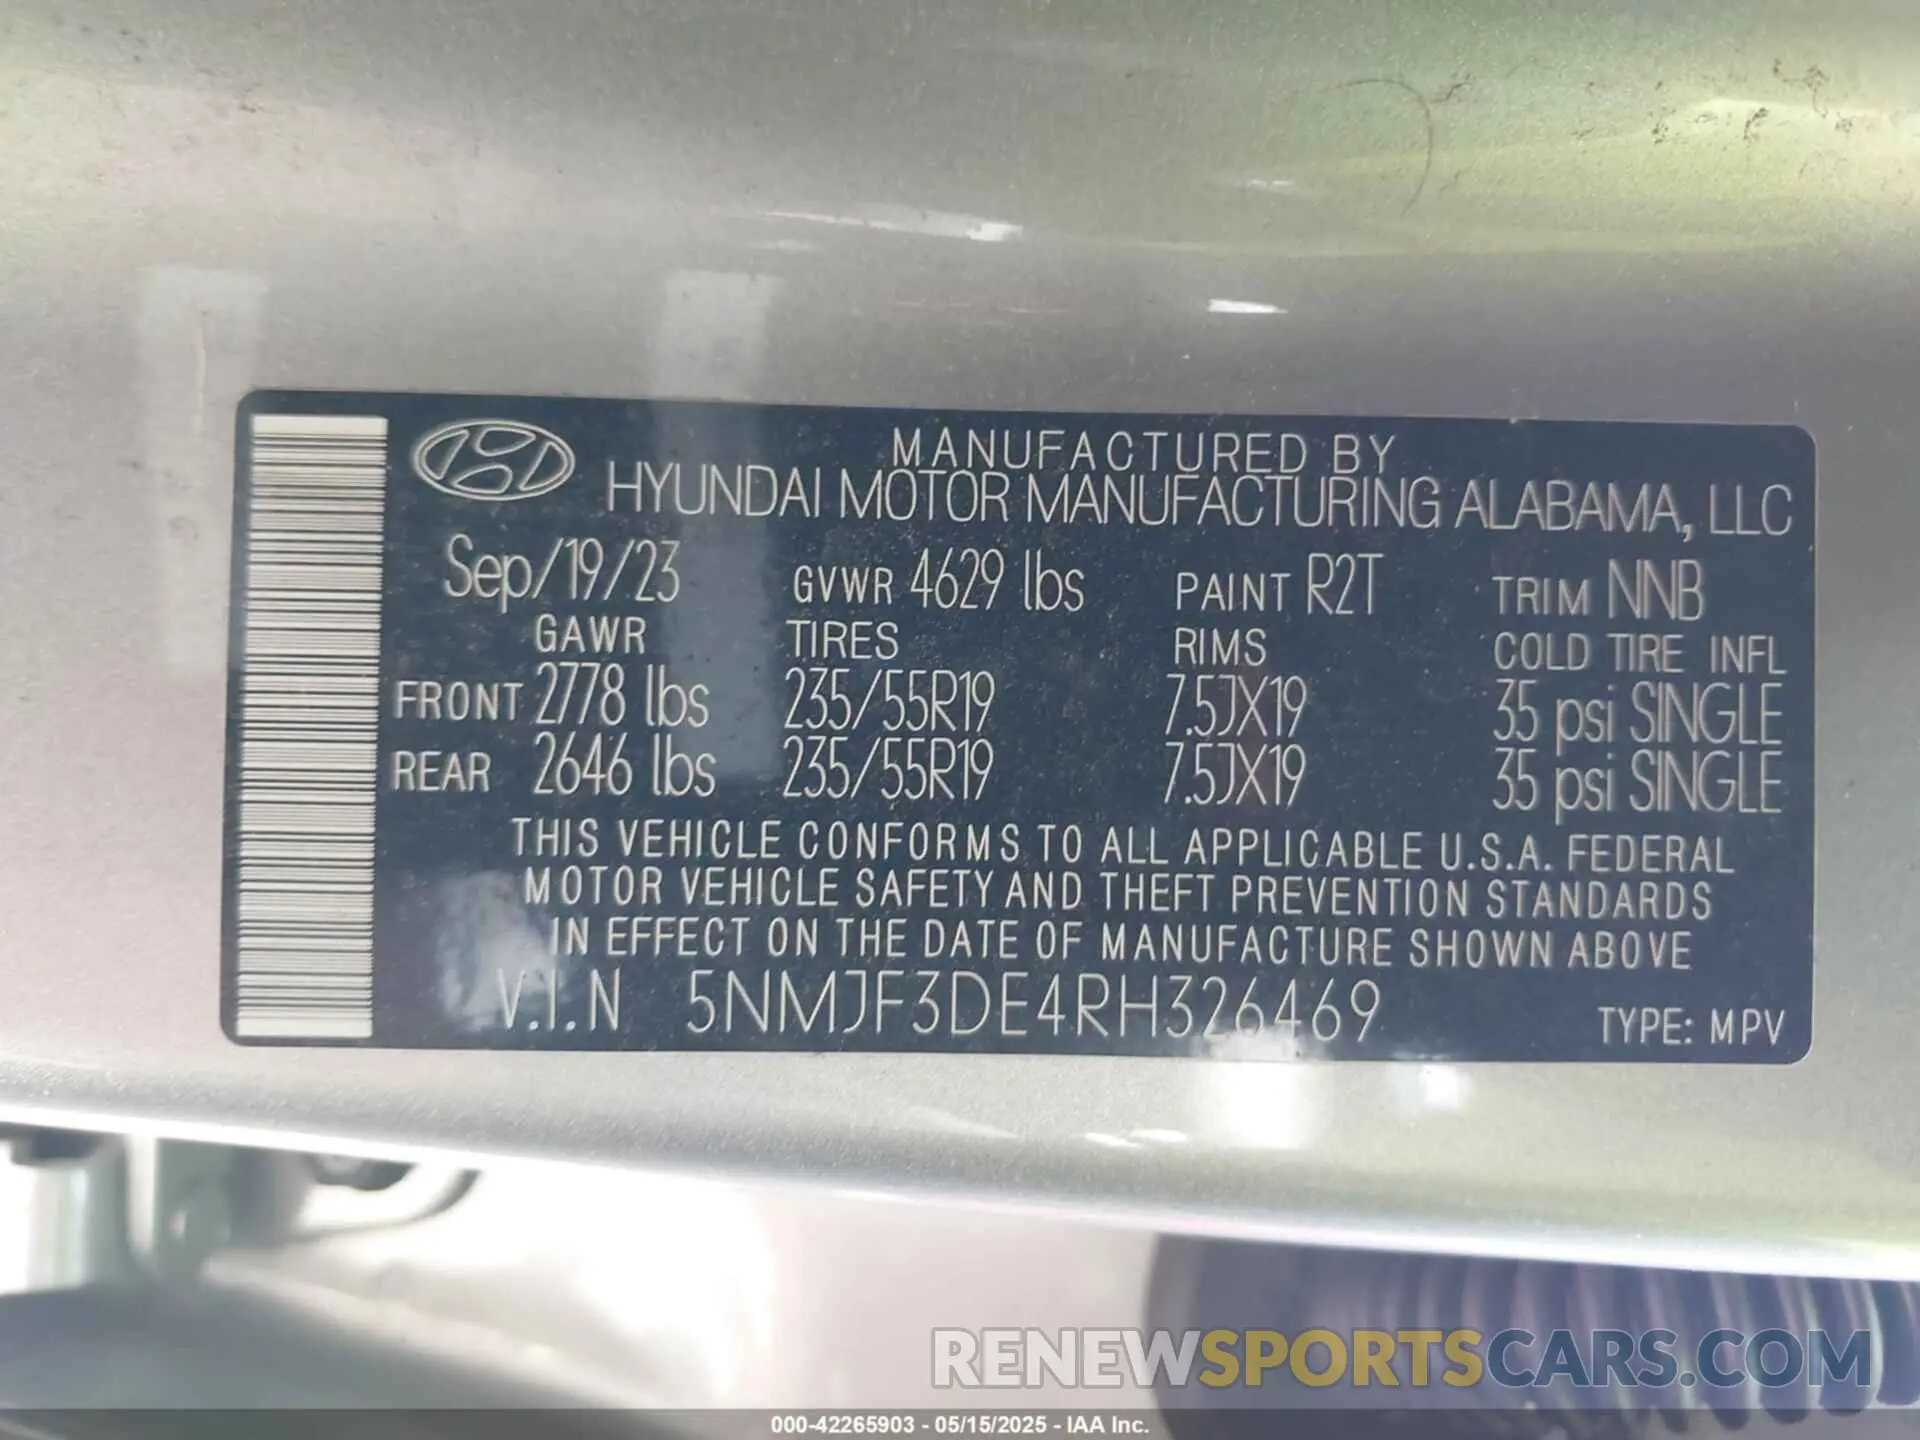 MANUFACTURED BY
HYUNDAI MOTOR MANUFACTURING ALABAMA, LLC
Sep/19/23 GVWR 4629 lbs PAINT R2T TRIM NNB
GAWR TIRES RIMS COLD TIRE INFL
FRONT 2778 lbs 235/55R19 7.5JX19 35 psi SINGLE
REAR 2646 lbs 235/55R19 7.5JX19 35 psi SINGLE
THIS VEHICLE CONFORMS TO ALL APPLICABLE U.S.A. FEDERAL
MOTOR VEHICLE SAFETY AND THEFT PREVENTION STANDARDS
IN EFFECT ON THE DATE OF MANUFACTURE SHOWN ABOVE
V.I.N 5NMJF3DE4RH326469 TYPE: MPV
RENEWSPORTSCARS.COM
000-42265903 - 05/15/2025 - IAA Inc.